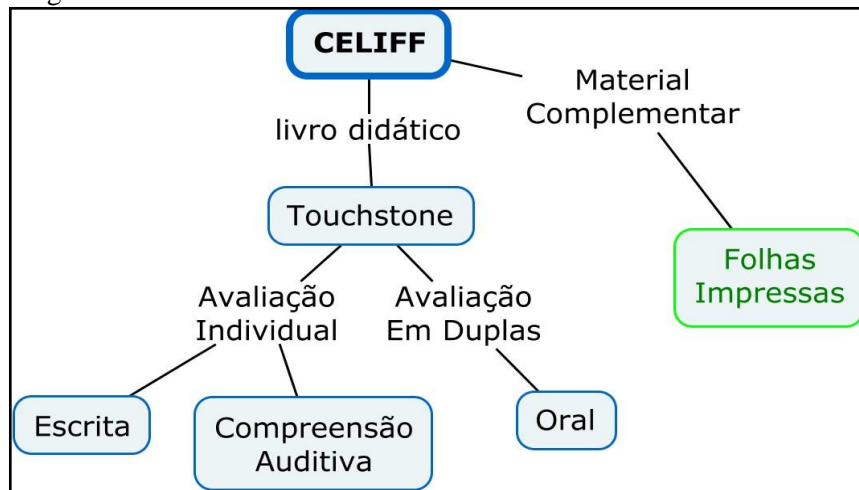 CELIFF
Material
Complementar
livro didático
Touchstone
Folhas
Impressas
Avaliação
Individual
Avaliação
Em Duplas
Escrita
Compreensão
Auditiva
Oral